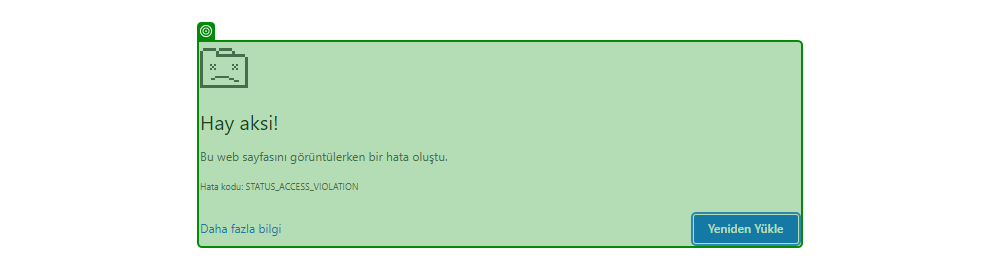 Hay aksi!
Bu web sayfasını görüntülerken bir hata oluştu.
Hata kodu: STATUS_ACCESS_VIOLATION
Daha fazla bilgi
Yeniden Yükle